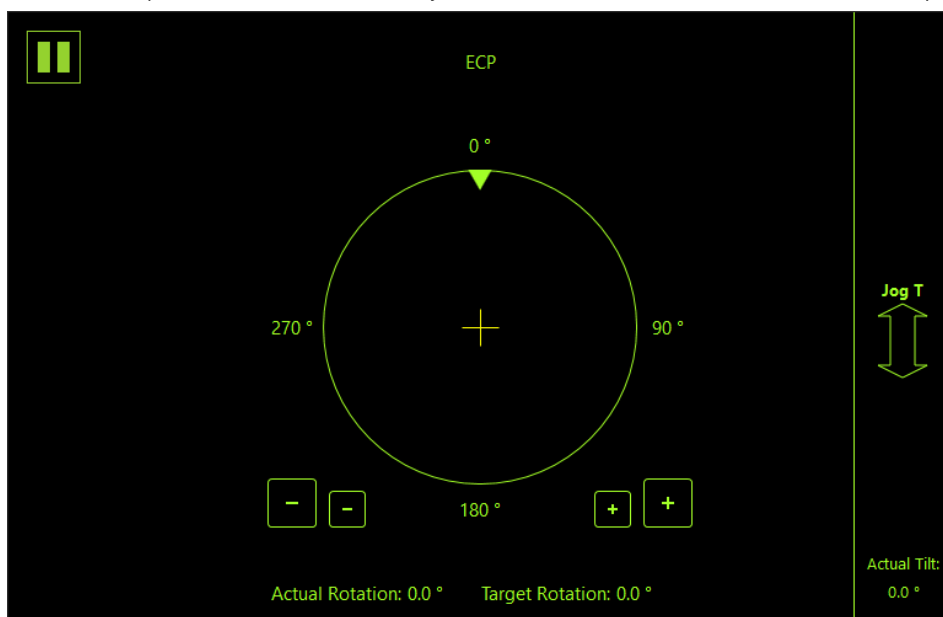 ECP
0 °
270 °
90 °
Jog T
-
-
180 °
+
+
Actual Rotation: 0.0 °
Target Rotation: 0.0 °
Actual Tilt:
0.0 °